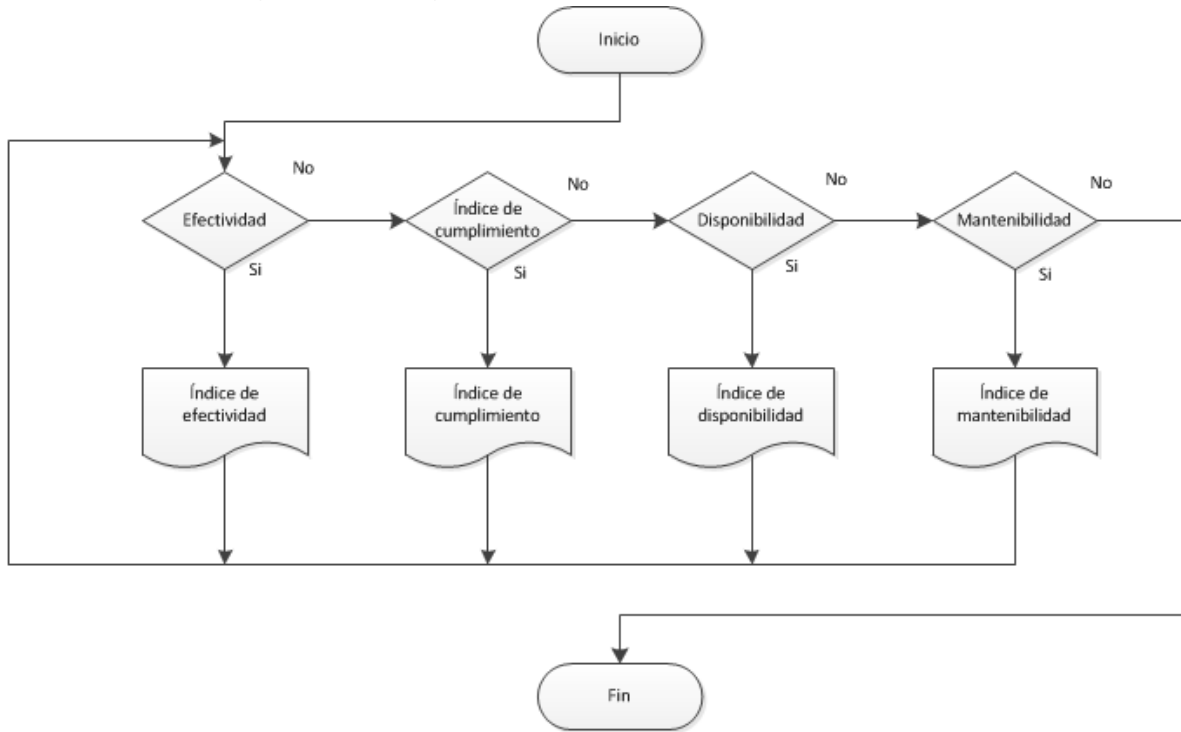 Inicio
No
No
No
No
Efectividad
Índice de
cumplimiento
Disponibilidad
Mantenibilidad
Si
Si
Si
Si
Índice de
efectividad
Índice de
cumplimiento
Índice de
disponibilidad
Índice de
mantenibilidad
Fin